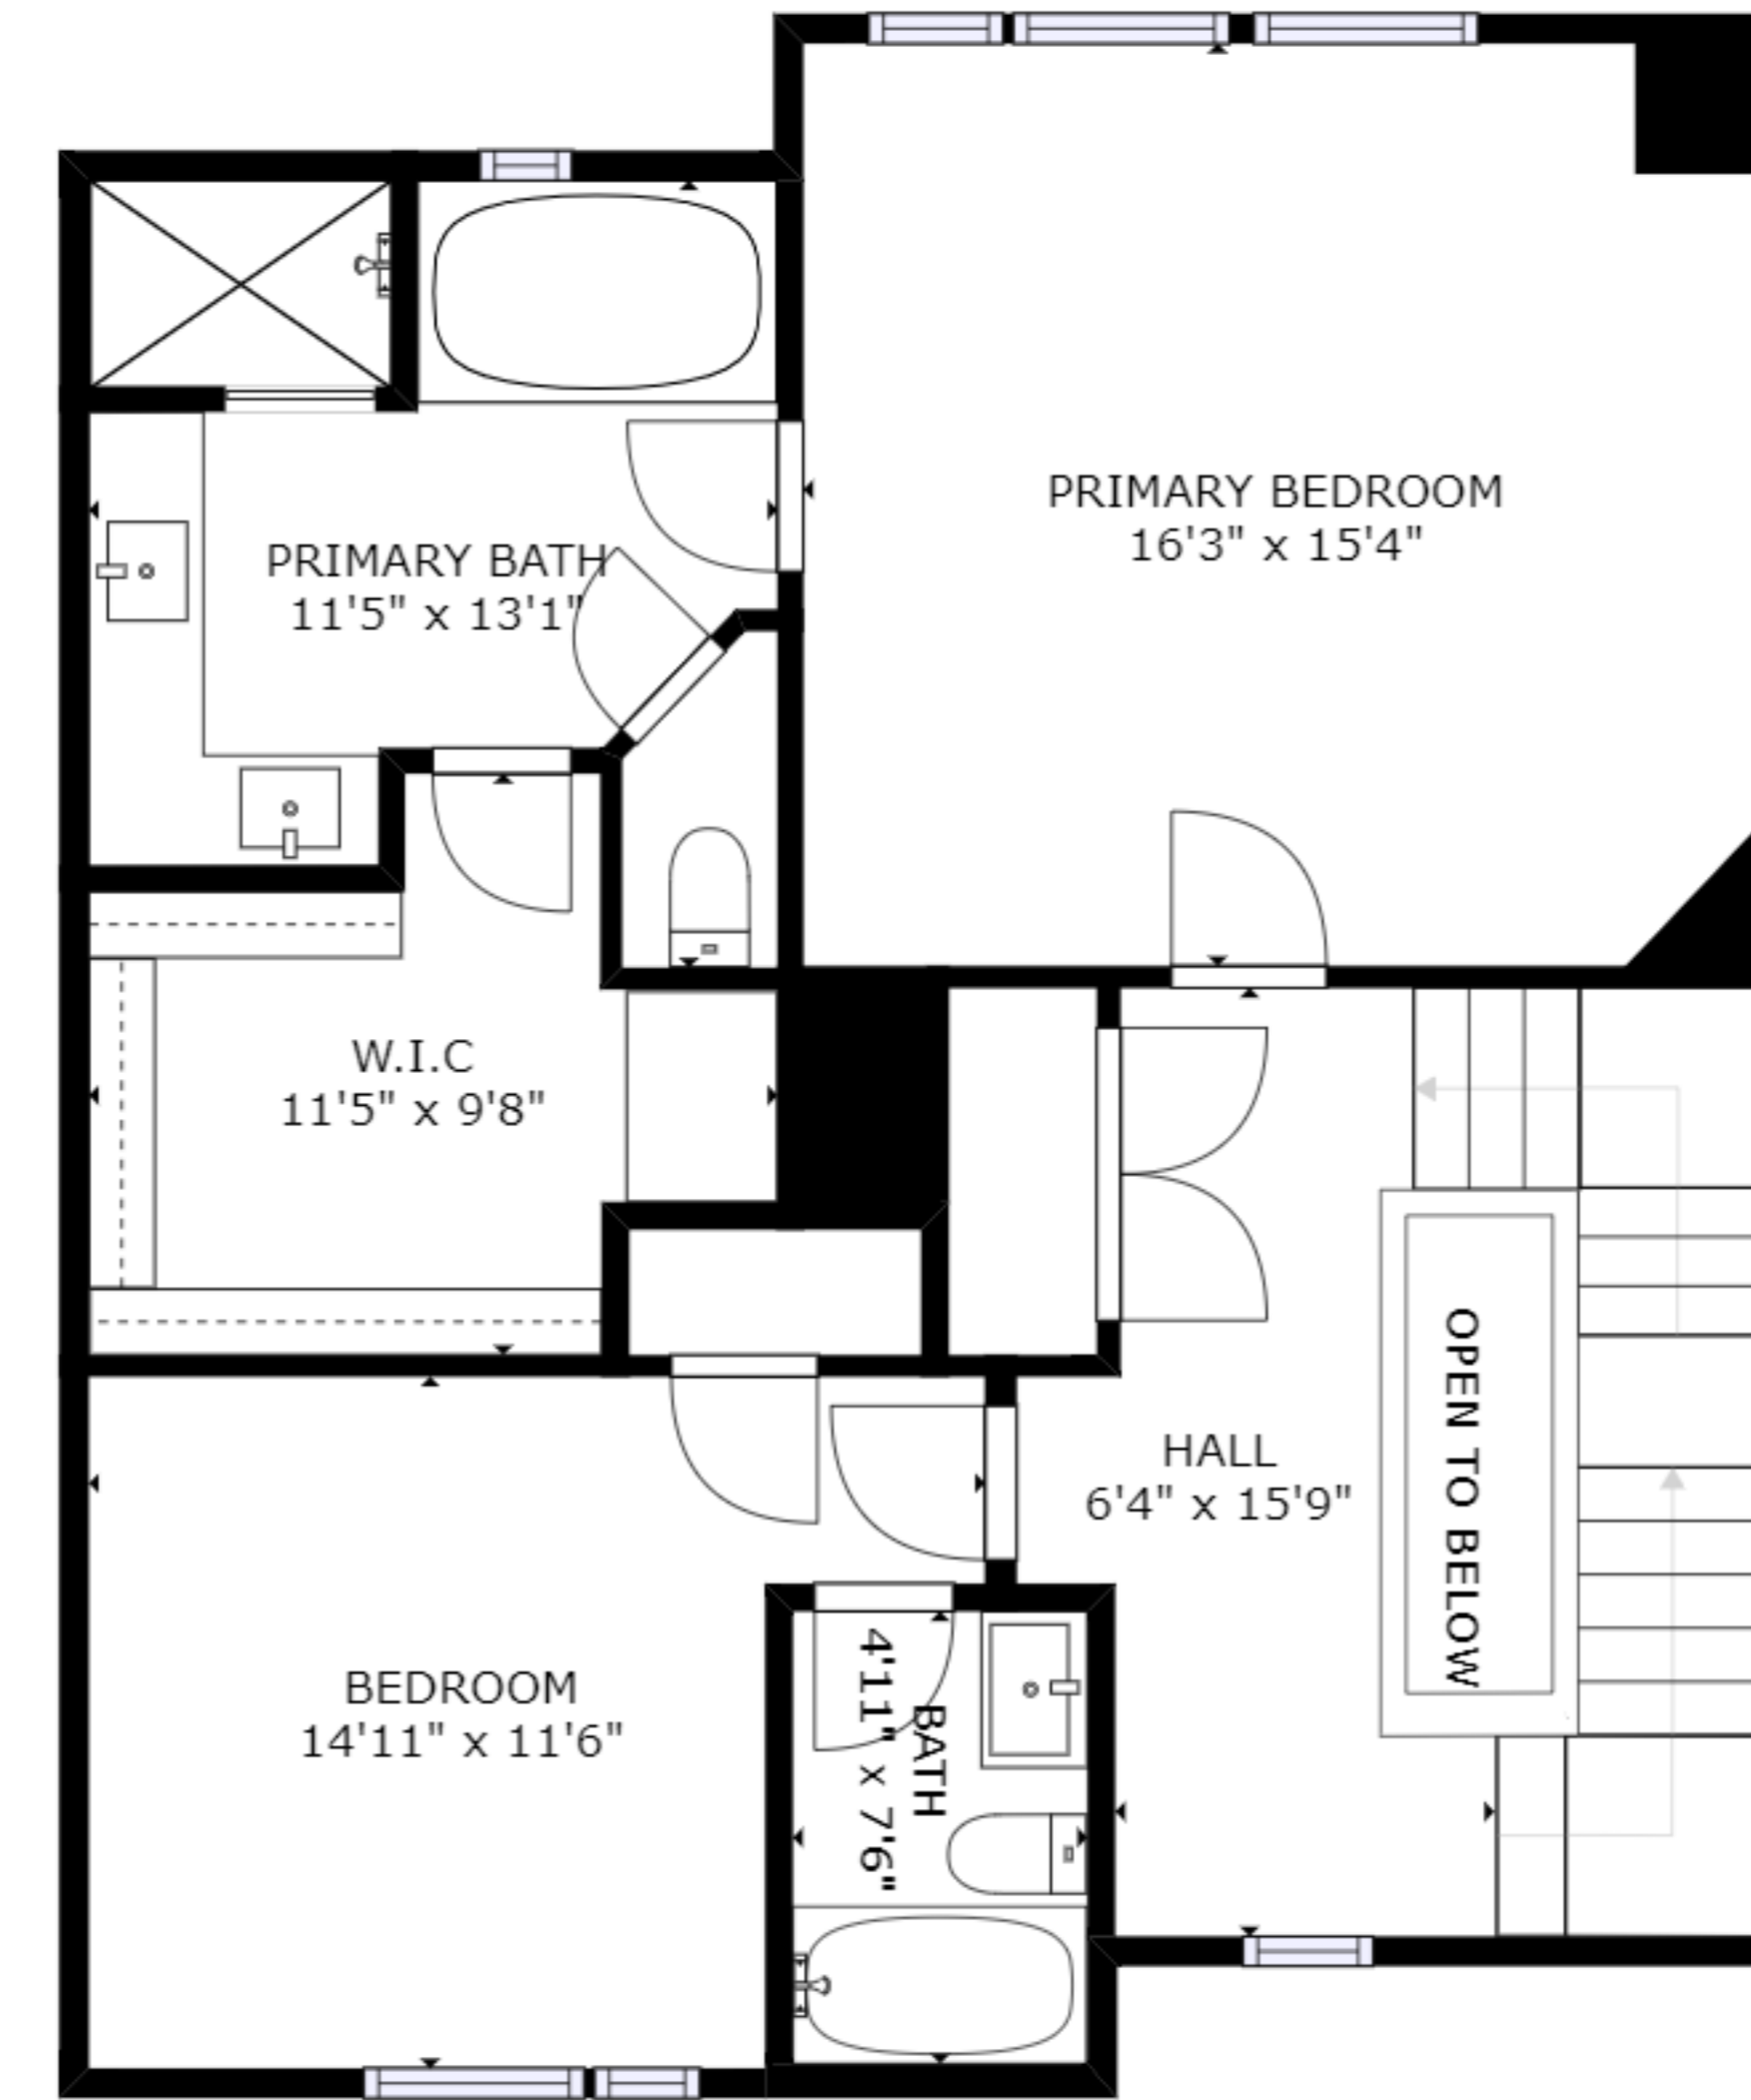 PRIMARY BEDROOM
16'3" x 15'4"
PRIMARY BATH
11'5" x 13'1"
W.I.C
11'5" x 9'8"
OPEN TO BELOW
HALL
6'4" x 15'9"
BEDROOM
14'11" x 11'6"
BATH
4'11" x 7'6"